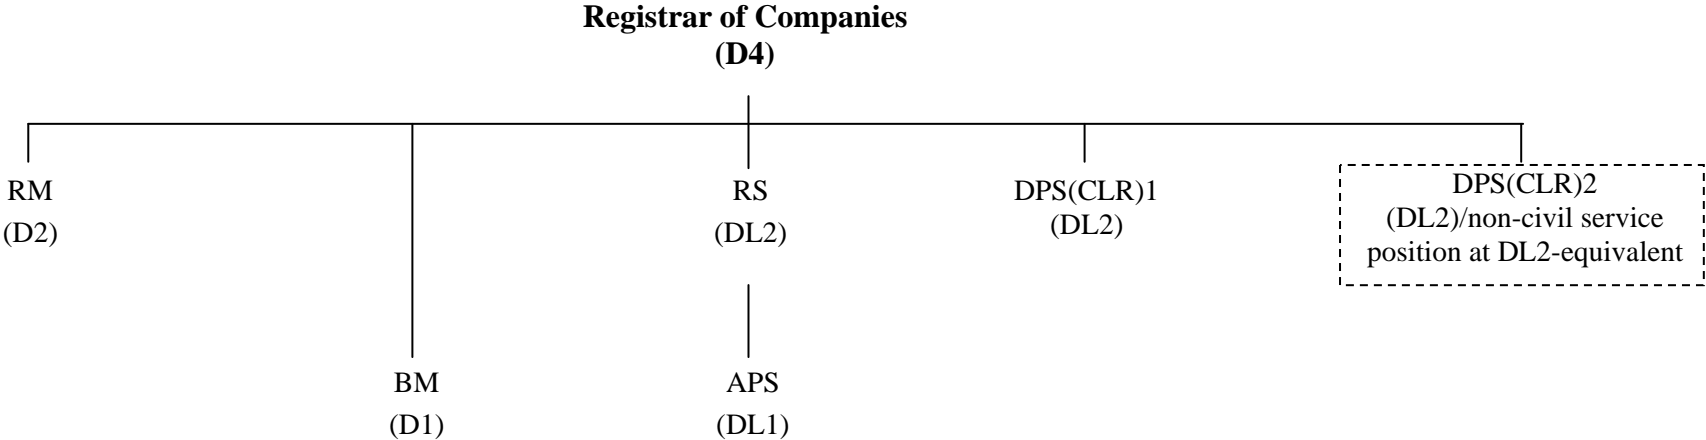 Registrar of Companies
(D4)
RM
(D2)
RS
(DL2)
DPS(CLR)1
(DL2)
DPS(CLR)2
(DL2)/non-civil service
position at DL2-equivalent
BM
(D1)
APS
(DL1)